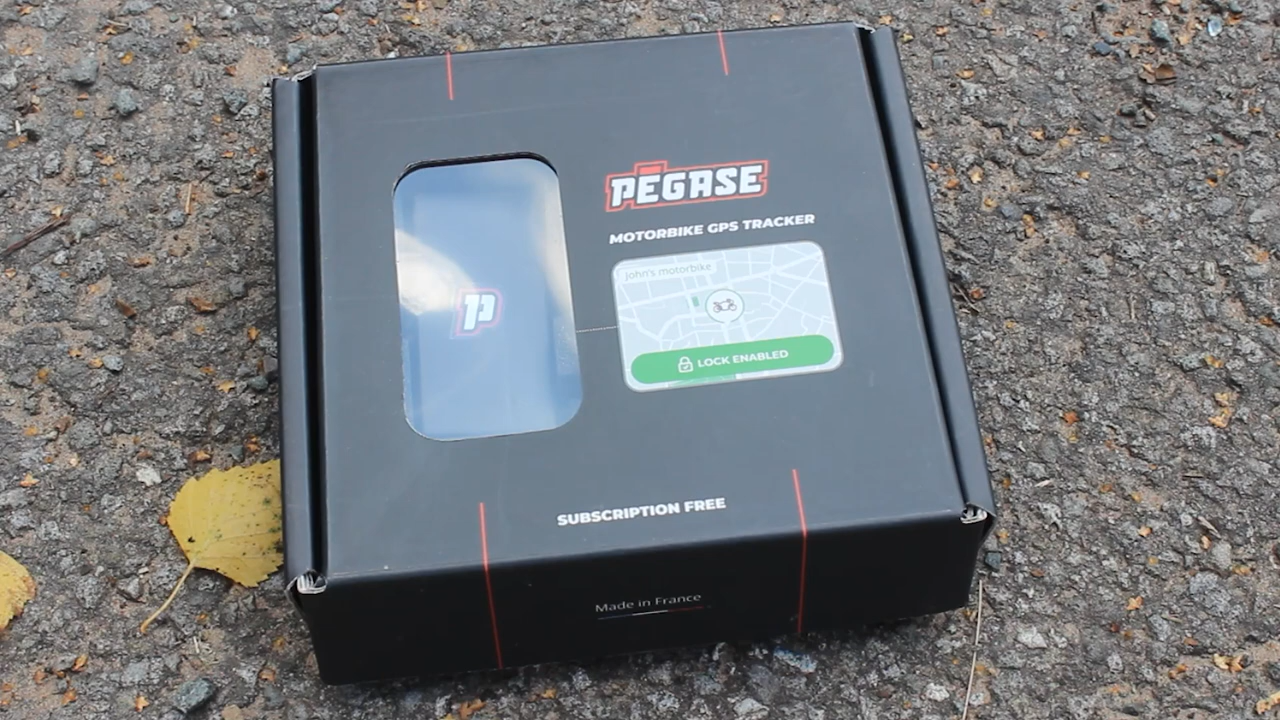 PEGASE
MOTORBIKE GPS TRACKER
john's motorbike
P
LOCK ENABLED
SUBSCRIPTION FREE
Made in France